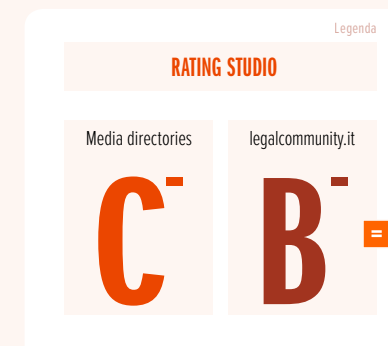 Legenda
RATING STUDIO
Media directories
legalcommunity.it
C-
B-
=